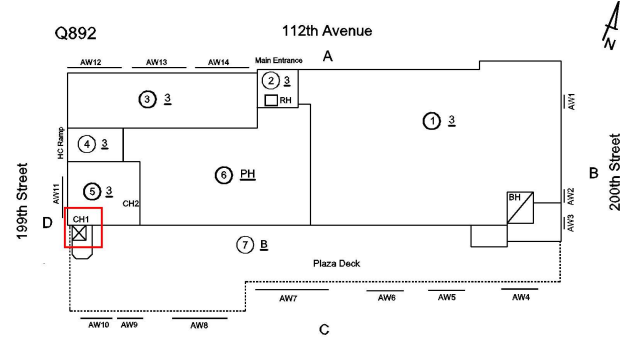 Q892
112th Avenue
N
AW12 AW13 AW14 Main Entrance A
2 3
RH
3 3
1 3
AW1
HC Ramp
4 3
6 PH
199th Street
AW11
5 3
CH2
B
200th Street
BH
AW2
AW3
D
CH1
7 B
Plaza Deck
AW7 AW6 AW5 AW4
AW10 AW9 AW8
C